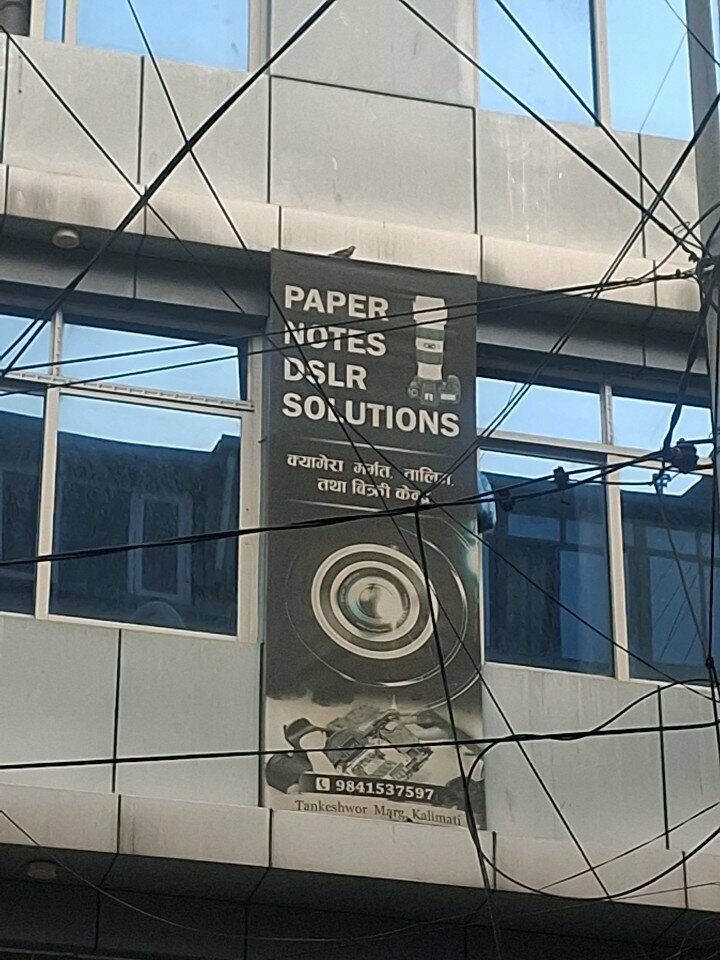 PAPER
NOTES
DSLR
SOLUTIONS
क्यामेरा मर्मत, तालिम,
तथा बिक्री केन्द्र
9841537597
Tankeshwor Marg, Kalimati